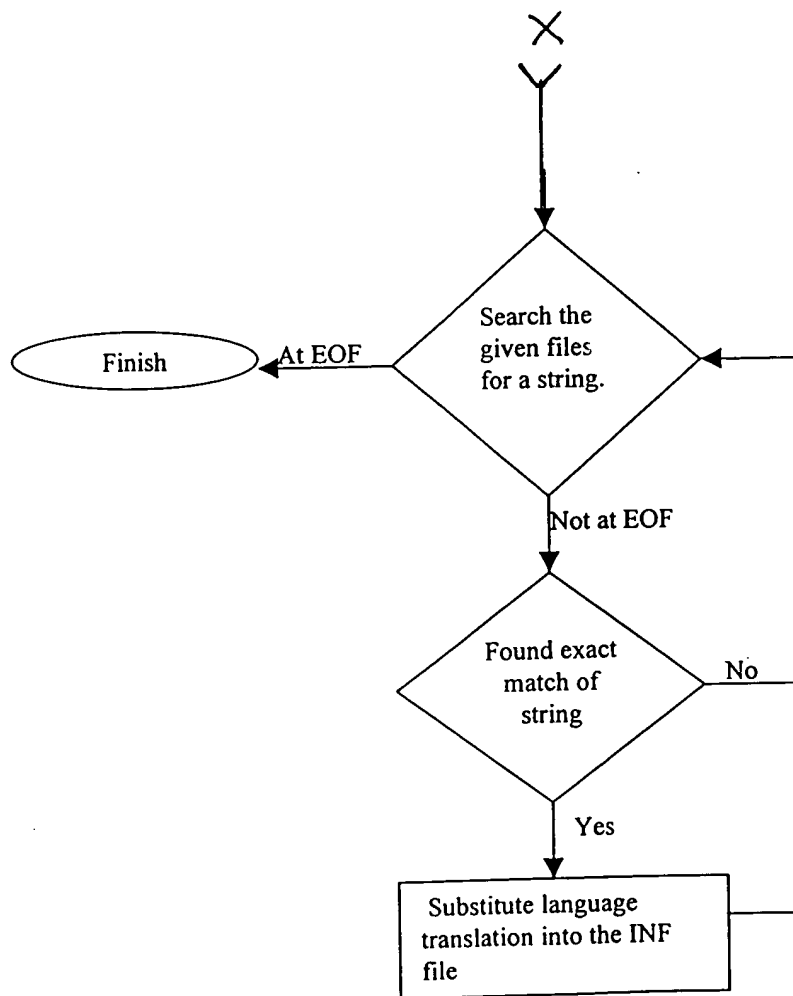 X
Search the
given files
for a string.
At EOF
Finish
Not at EOF
Found exact
match of
string
No
Yes
Substitute language
translation into the INF
file